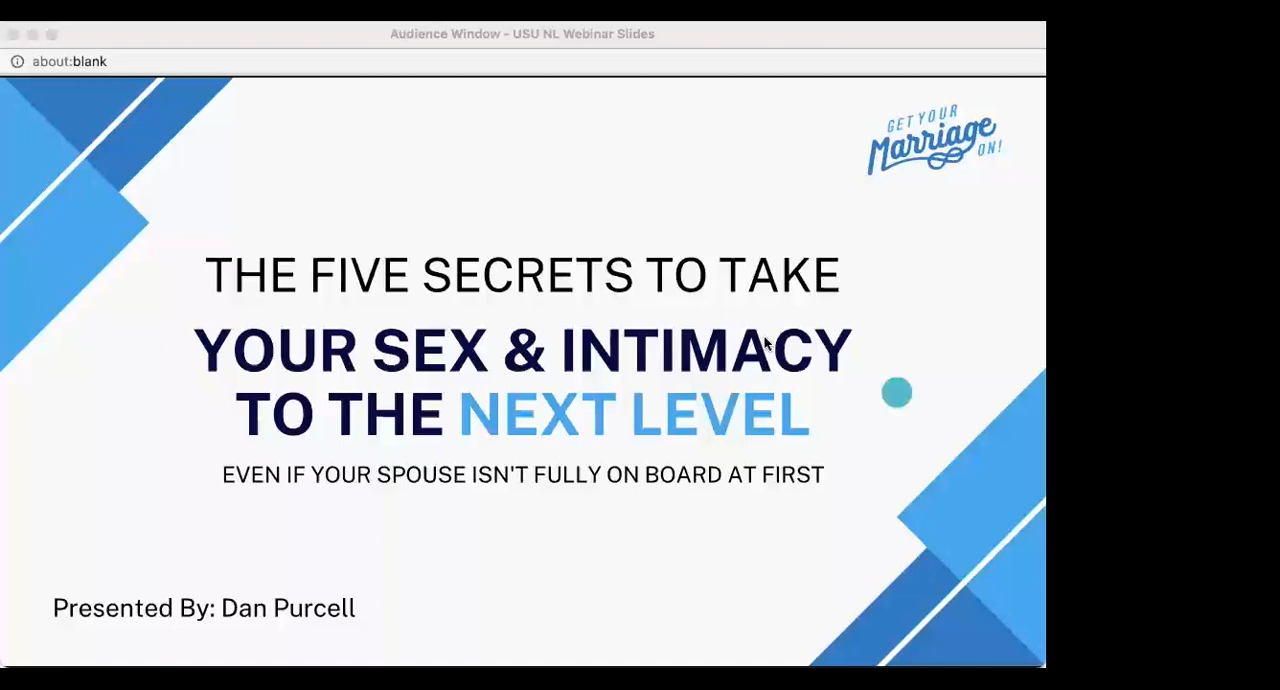 Audience Window - USU NL Webinar Slides
about:blank
GET YOUR
Marriage
ON!
THE FIVE SECRETS TO TAKE
YOUR SEX & INTIMACY
TO THE NEXT LEVEL
EVEN IF YOUR SPOUSE ISN'T FULLY ON BOARD AT FIRST
Presented By: Dan Purcell